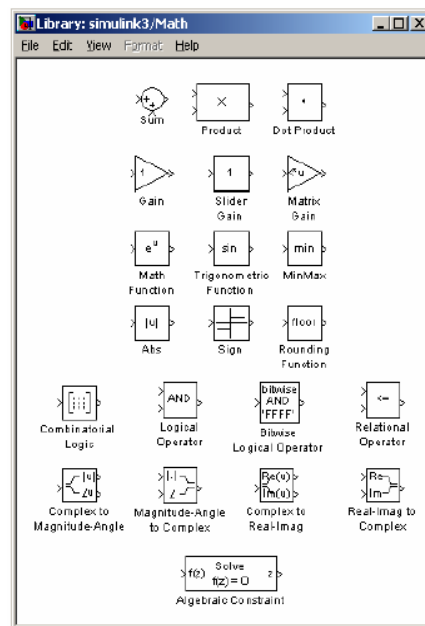 Library: simulink3/Math
File Edit View Format Help
Sum
Product
Dot Product
1
1
u
Gain
Slider
Gain
Matrix
Gain
e^u
sin
min
Math
Function
Trigonometric
Function
MinMax
|u|
floor
Abs
Sign
Rounding
Function
AND
bitwise
AND
'FFFF'
<=
Combinatorial
Logic
Logical
Operator
Bitwise
Logical Operator
Relational
Operator
|u|
∠u
|.|
∠
Re(u)
Im(u)
Re
Im
Complex to
Magnitude-Angle
Magnitude-Angle
to Complex
Complex to
Real-Imag
Real-Imag to
Complex
f(z) Solve z
f(z) = 0
Algebraic Constraint